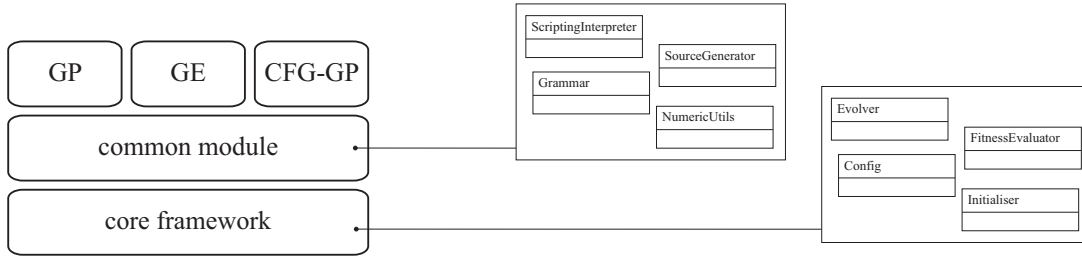 GP
GE
CFG-GP
common module
core framework
ScriptingInterpreter
SourceGenerator
Grammar
NumericUtils
Evolver
FitnessEvaluator
Config
Initialiser